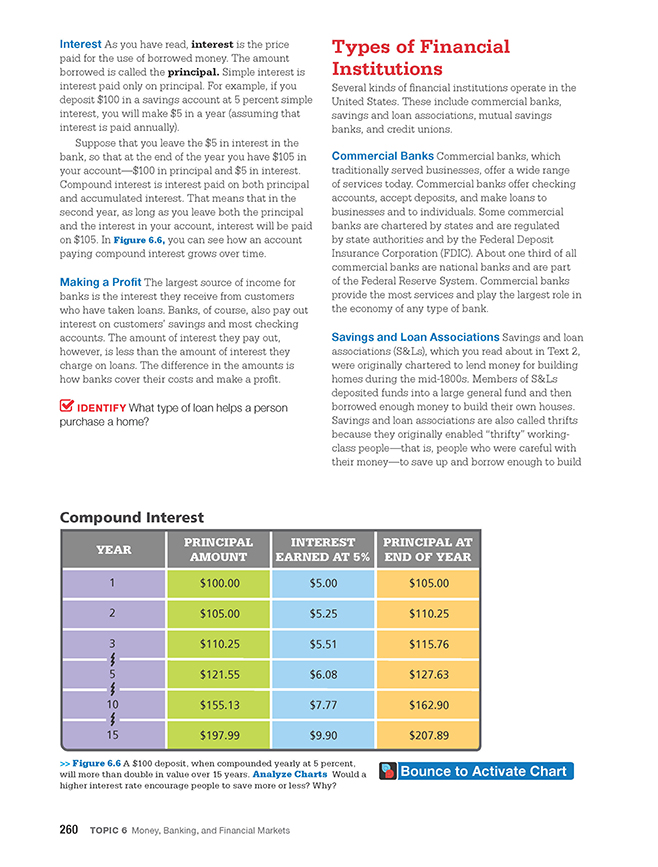 Interest As you have read, interest is the price
paid for the use of borrowed money. The amount
borrowed is called the principal. Simple interest is
interest paid only on principal. For example, if you
deposit $100 in a savings account at 5 percent simple
interest, you will make $5 in a year (assuming that
interest is paid annually).
Suppose that you leave the $5 in interest in the
bank, so that at the end of the year you have $105 in
your account—$100 in principal and $5 in interest.
Compound interest is interest paid on both principal
and accumulated interest. That means that in the
second year, as long as you leave both the principal
and the interest in your account, interest will be paid
on $105. In Figure 6.6, you can see how an account
paying compound interest grows over time.
Making a Profit The largest source of income for
banks is the interest they receive from customers
who have taken loans. Banks, of course, also pay out
interest on customers' savings and most checking
accounts. The amount of interest they pay out,
however, is less than the amount of interest they
charge on loans. The difference in the amounts is
how banks cover their costs and make a profit.
IDENTIFY What type of loan helps a person
purchase a home?
Types of Financial
Institutions
Several kinds of financial institutions operate in the
United States. These include commercial banks,
savings and loan associations, mutual savings
banks, and credit unions.
Commercial Banks Commercial banks, which
traditionally served businesses, offer a wide range
of services today. Commercial banks offer checking
accounts, accept deposits, and make loans to
businesses and to individuals. Some commercial
banks are chartered by states and are regulated
by state authorities and by the Federal Deposit
Insurance Corporation (FDIC). About one third of all
commercial banks are national banks and are part
of the Federal Reserve System. Commercial banks
provide the most services and play the largest role in
the economy of any type of bank.
Savings and Loan Associations Savings and loan
associations (S&Ls), which you read about in Text 2,
were originally chartered to lend money for building
homes during the mid-1800s. Members of S&Ls
deposited funds into a large general fund and then
borrowed enough money to build their own houses.
Savings and loan associations are also called thrifts
because they originally enabled "thrifty" working-
class people—that is, people who were careful with
their money—to save up and borrow enough to build
Compound Interest
YEAR PRINCIPAL AMOUNT INTEREST EARNED AT 5% PRINCIPAL AT END OF YEAR
1 $100.00 $5.00 $105.00
2 $105.00 $5.25 $110.25
3 $110.25 $5.51 $115.76
5 $121.55 $6.08 $127.63
10 $155.13 $7.77 $162.90
15 $197.99 $9.90 $207.89
>> Figure 6.6 A $100 deposit, when compounded yearly at 5 percent,
will more than double in value over 15 years. Analyze Charts Would a
higher interest rate encourage people to save more or less? Why?
Bounce to Activate Chart
260 TOPIC 6 Money, Banking, and Financial Markets